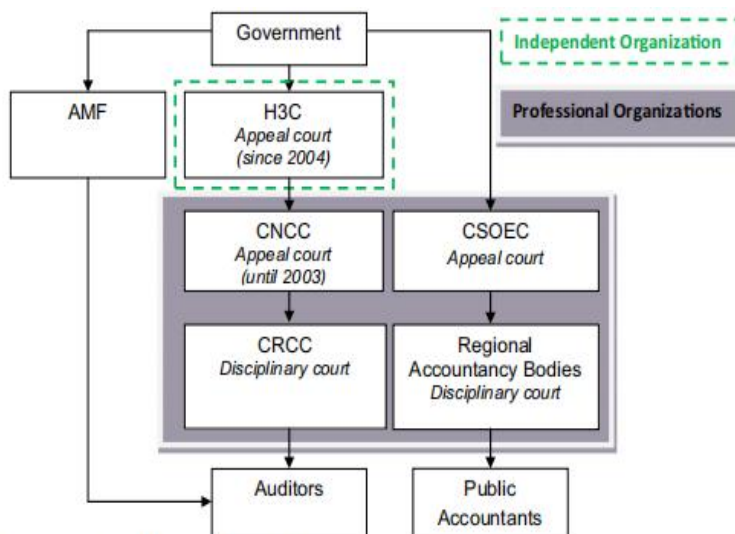 Government
Independent Organization
AMF
H3C
Appeal court
(since 2004)
Professional Organizations
CNCC
Appeal court
(until 2003)
CSOEC
Appeal court
CRCC
Disciplinary court
Regional
Accountancy Bodies
Disciplinary court
Auditors
Public
Accountants